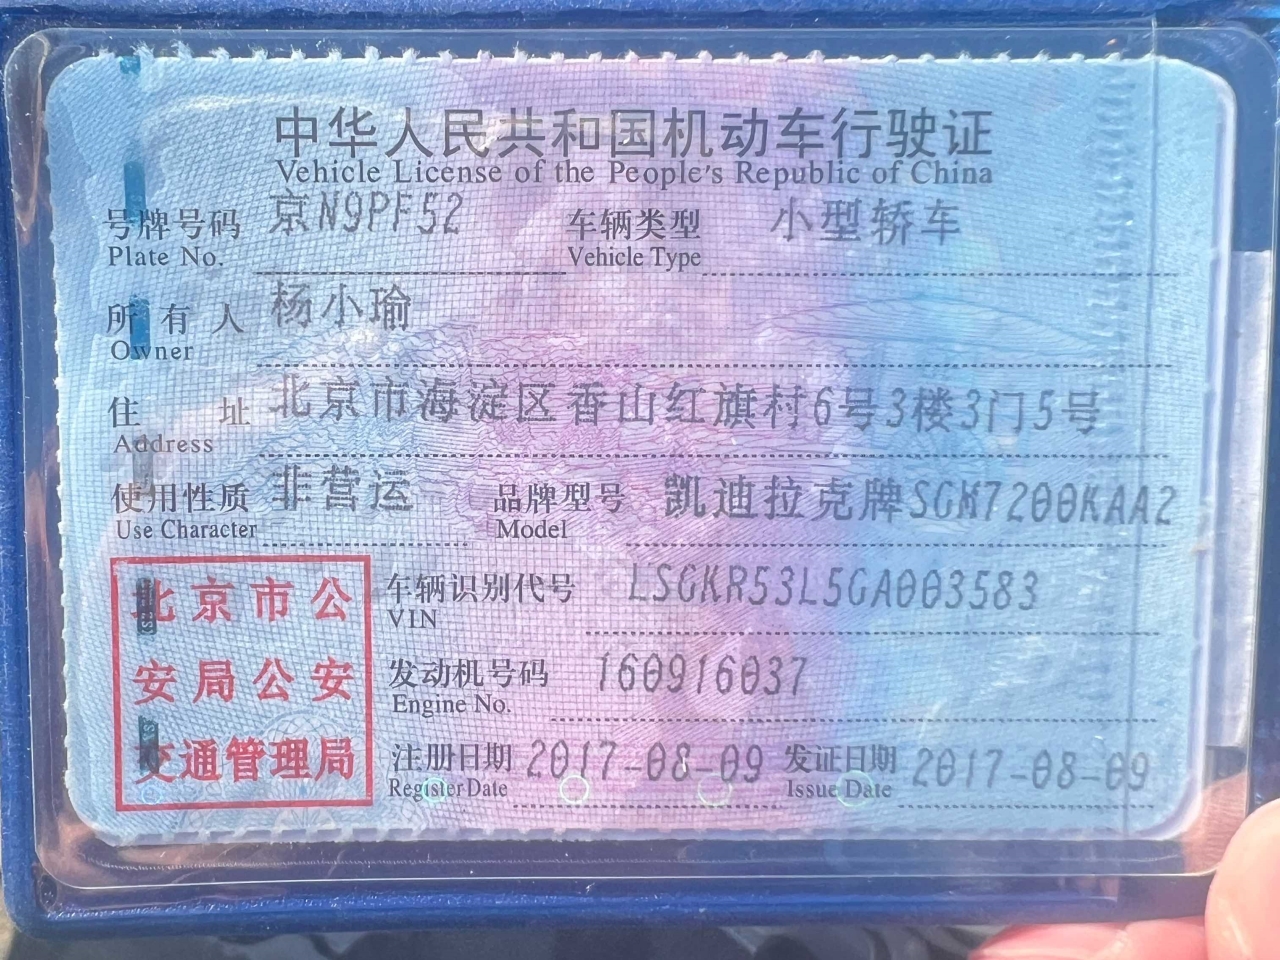 中华人民共和国机动车行驶证
Vehicle License of the People's Republic of China
号牌号码 京N9PF52 车辆类型 小型轿车
Plate No. Vehicle Type
所有人 杨小瑜
Owner
住址 北京市海淀区香山红旗村6号3楼3门5号
Address
使用性质 非营运 品牌型号 凯迪拉克牌SGM7200KAA2
Use Character Model
北京市公
安局公安
交通管理局
车辆识别代号 LSGKR53L5GA003583
VIN
发动机号码 160916037
Engine No.
注册日期 2017-08-09 发证日期 2017-08-09
Register Date Issue Date